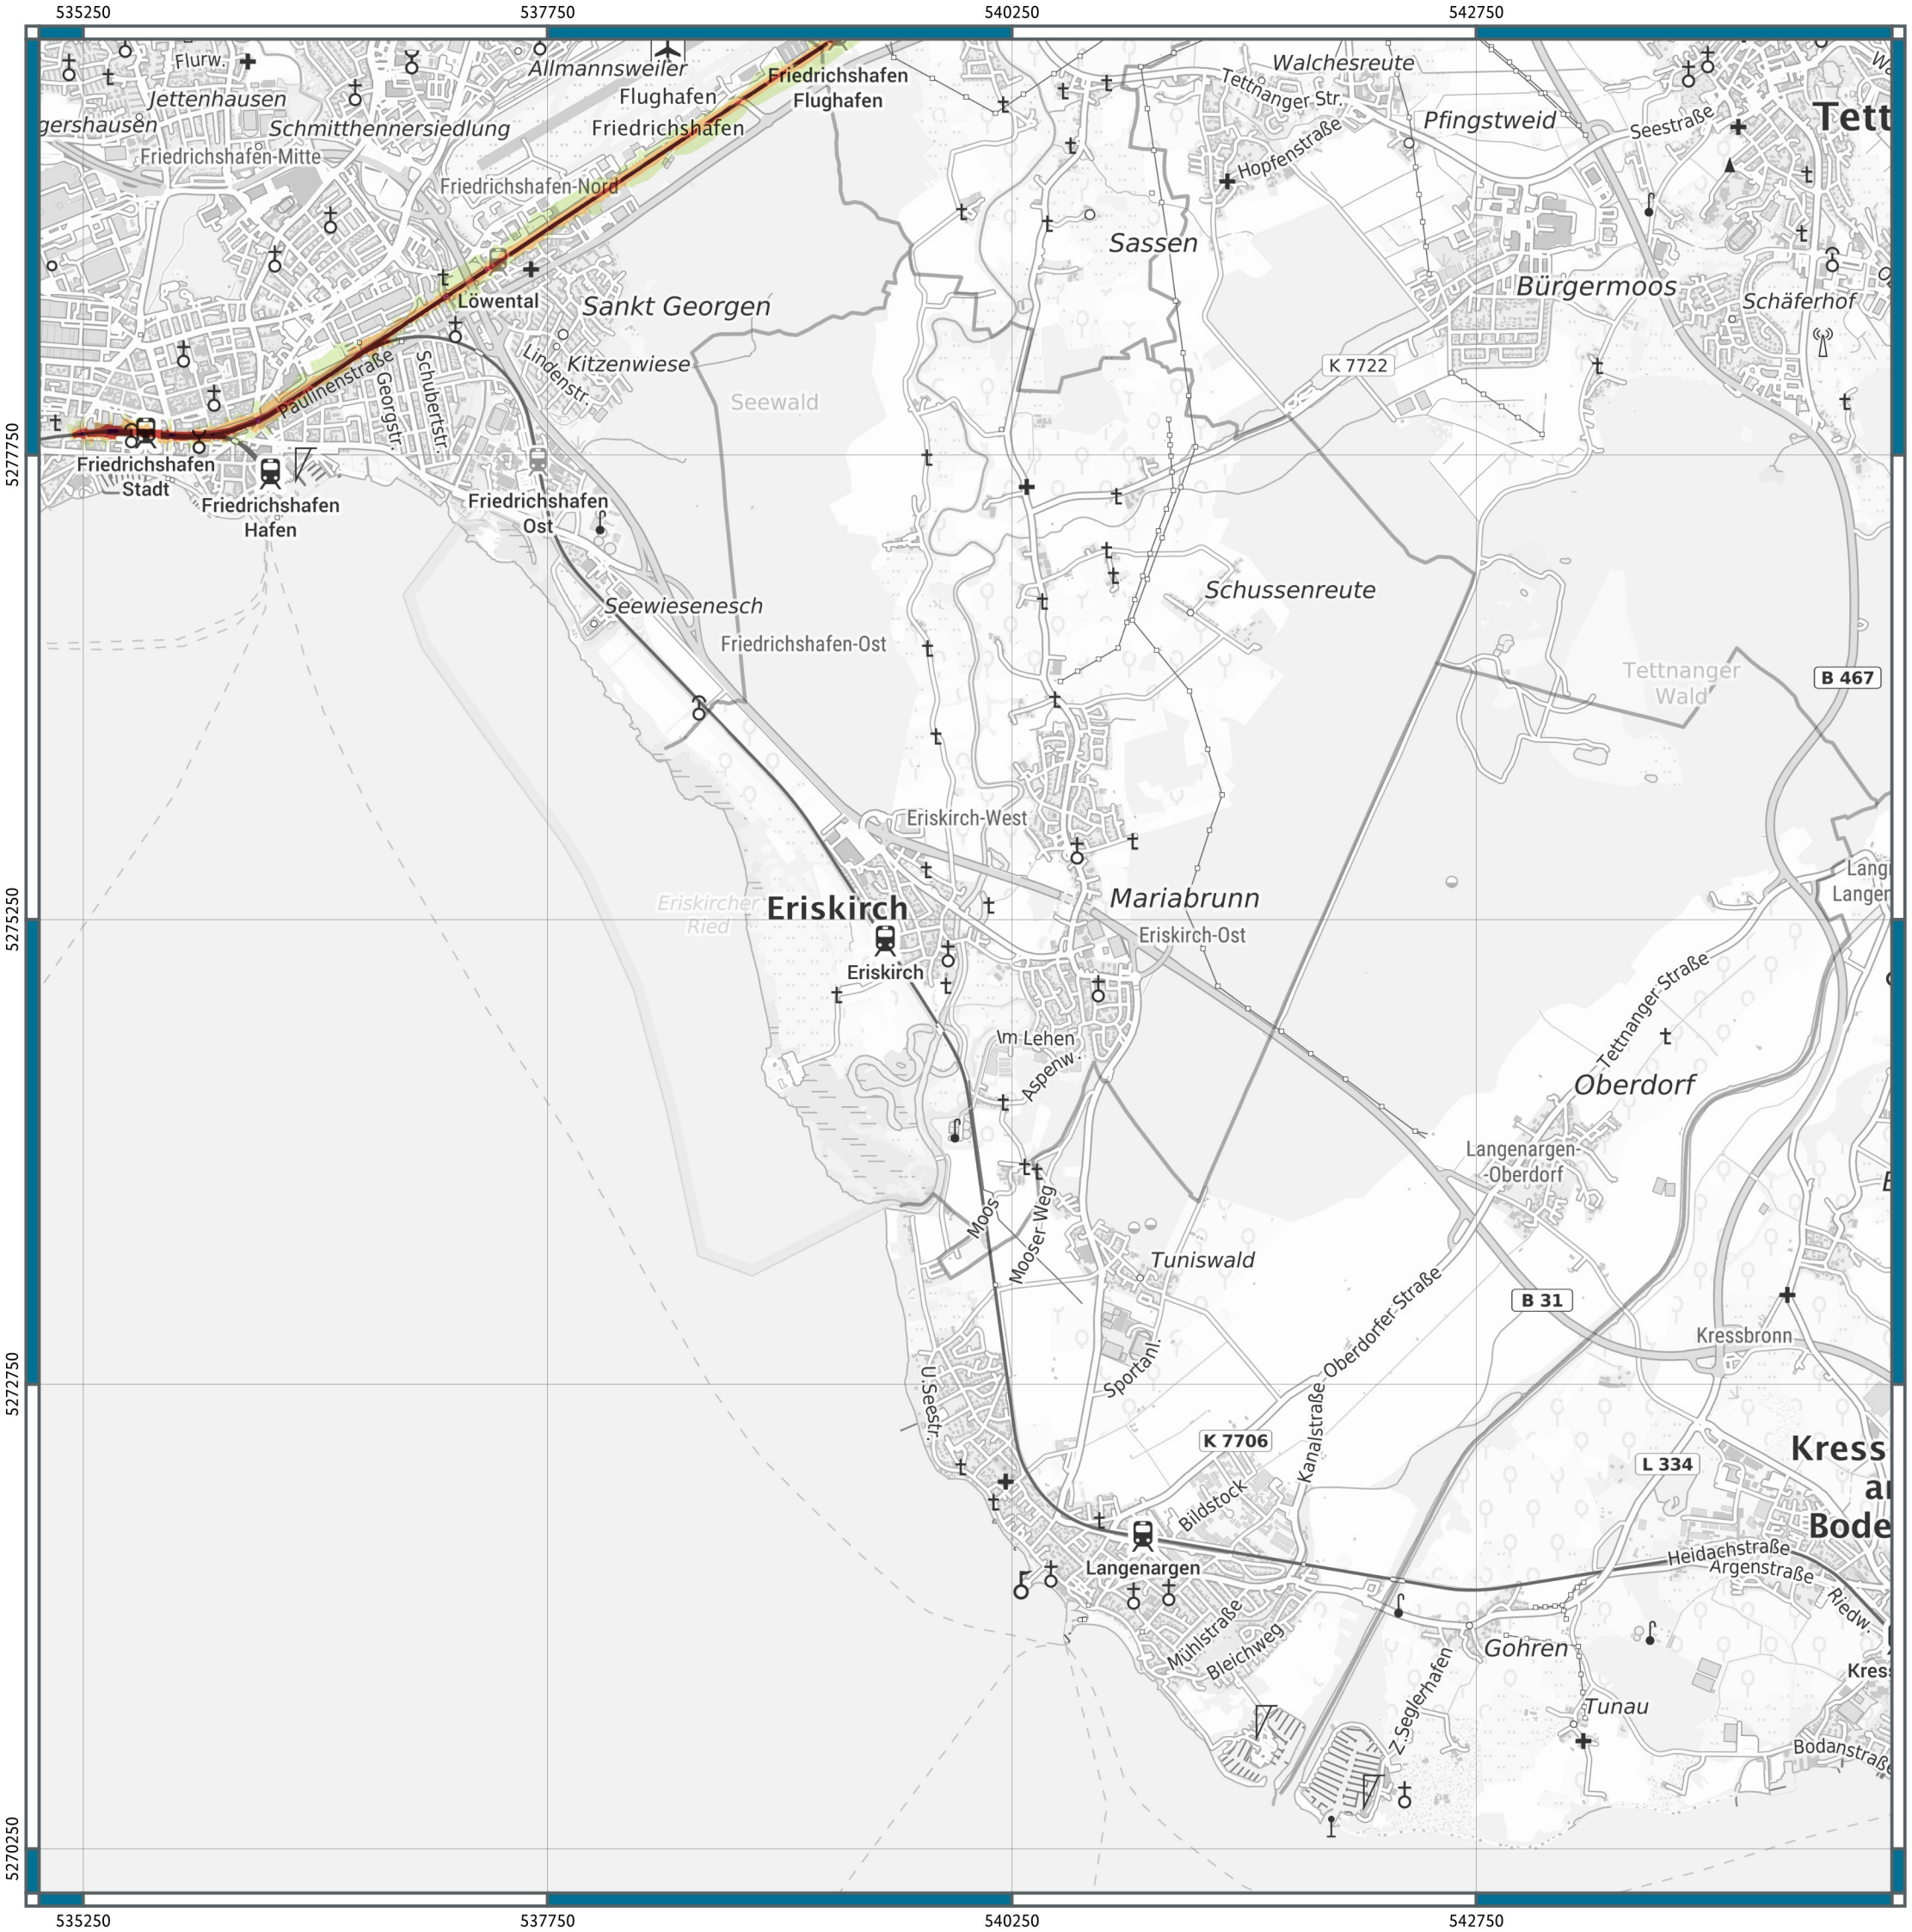 535250
537750
540250
542750
Flurw.
Allmannsweiler
Walchesreute
Friedrichshafen
Flughafen
Jettenhausen
Flughafen
Friedrichshafen
Tettnanger Str.
gershausen
Schmitthennersiedlung
Pfingstweid
Seestraße
Tett
Friedrichshafen-Mitte
Hopfenstraße
Friedrichshafen-Nord
Sassen
Bürgermoos
Schäferhof
Löwental
Sankt Georgen
Kitzenwiese
Lindenstr.
K 7722
Paulinenstraße
Georgstr.
Schubertstr.
Seewald
5277750
Friedrichshafen
Stadt
Friedrichshafen
Hafen
Friedrichshafen
Ost
Schussenreute
Seewiesenesch
Friedrichshafen-Ost
Tettnanger
Wald
B 467
Eriskirch-West
5275250
Eriskircher
Ried
Eriskirch
Mariabrunn
Eriskirch-Ost
Langen
Eriskirch
Tettnanger-Straße
m Lehen
Aspenw.
Oberdorf
Langenargen-
-Oberdorf
Moos
Mooser Weg
Tuniswald
B 31
Oberdorfer-Straße
Kressbronn
5272750
Sportanl.
U.Seestr.
Kanalstraße
K 7706
Kress
L 334
Bildstock
Bode
Langenargen
Heidachstraße
Argenstraße
Riedw.
Mühlstraße
Bleichweg
Gohren
Kress
Z.Seglerhafen
Tunau
Bodanstraße
5270250
535250
537750
540250
542750